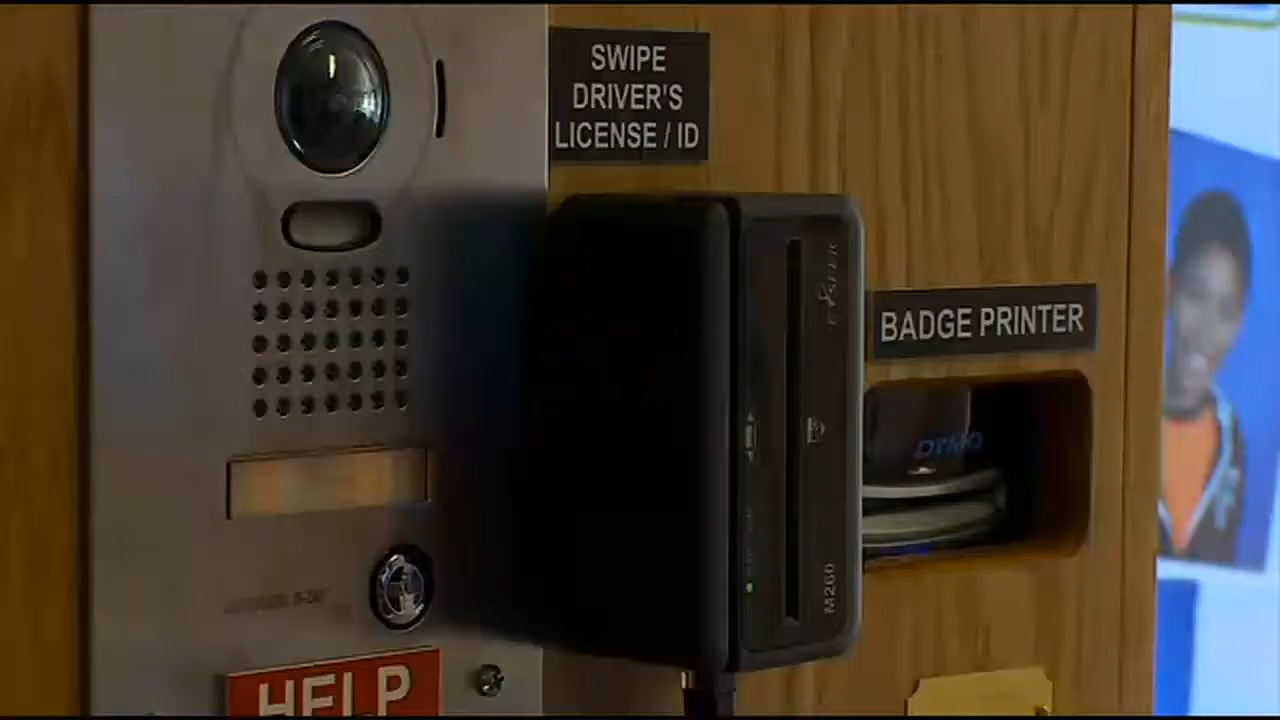 SWIPE
DRIVER'S
LICENSE / ID
BADGE PRINTER
DYMO
M260
HELP